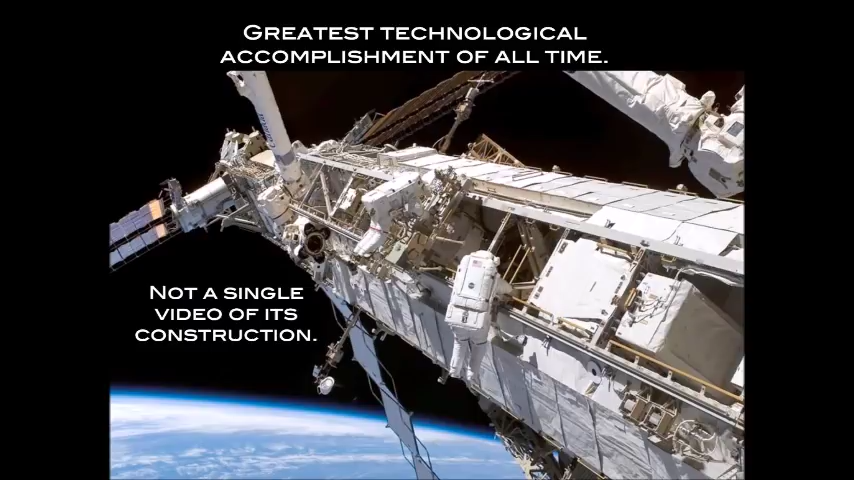 Greatest technological
accomplishment of all time.
Not a single
video of its
construction.